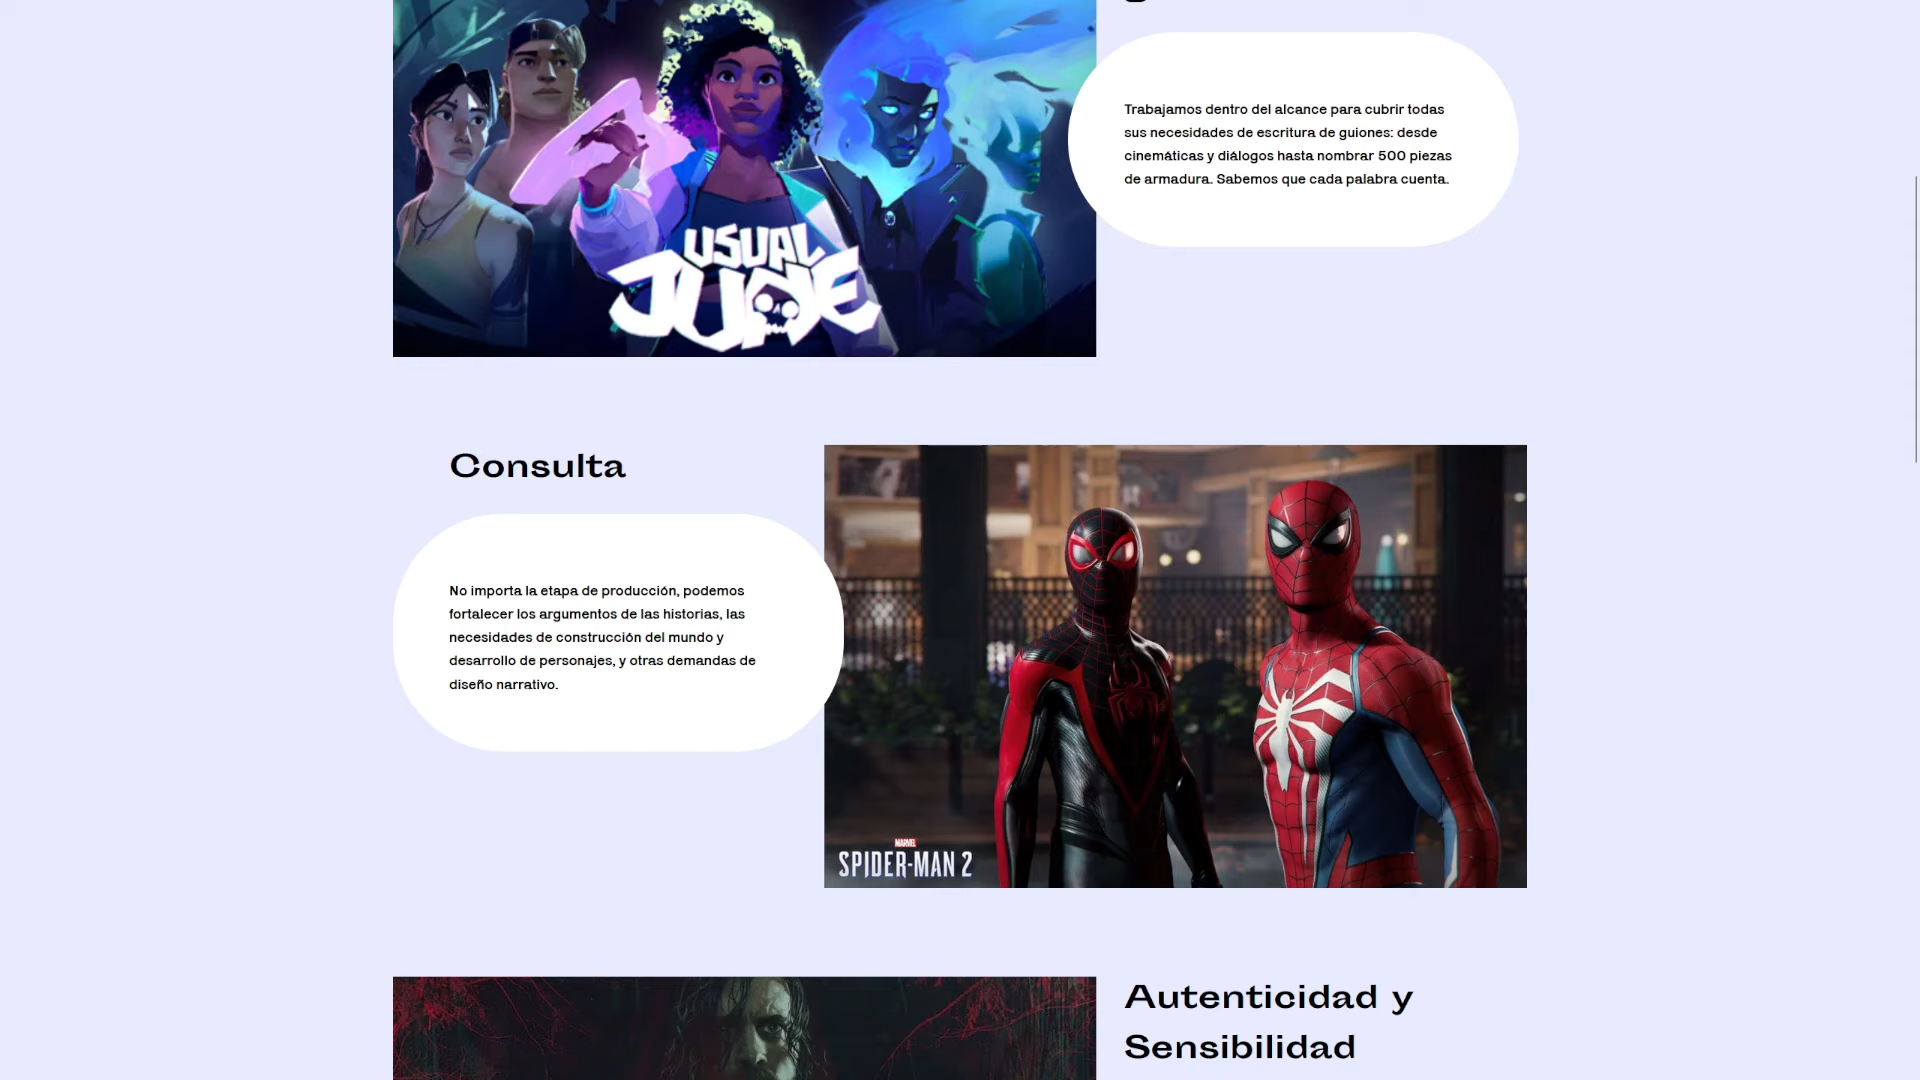 Trabajamos dentro del alcance para cubrir todas
sus necesidades de escritura de guiones: desde
cinemáticas y diálogos hasta nombrar 500 piezas
de armadura. Sabemos que cada palabra cuenta.
USUAL
JUNE
Consulta
No importa la etapa de producción, podemos
fortalecer los argumentos de las historias, las
necesidades de construcción del mundo y
desarrollo de personajes, y otras demandas de
diseño narrativo.
MARVEL
SPIDER-MAN 2
Autenticidad y
Sensibilidad